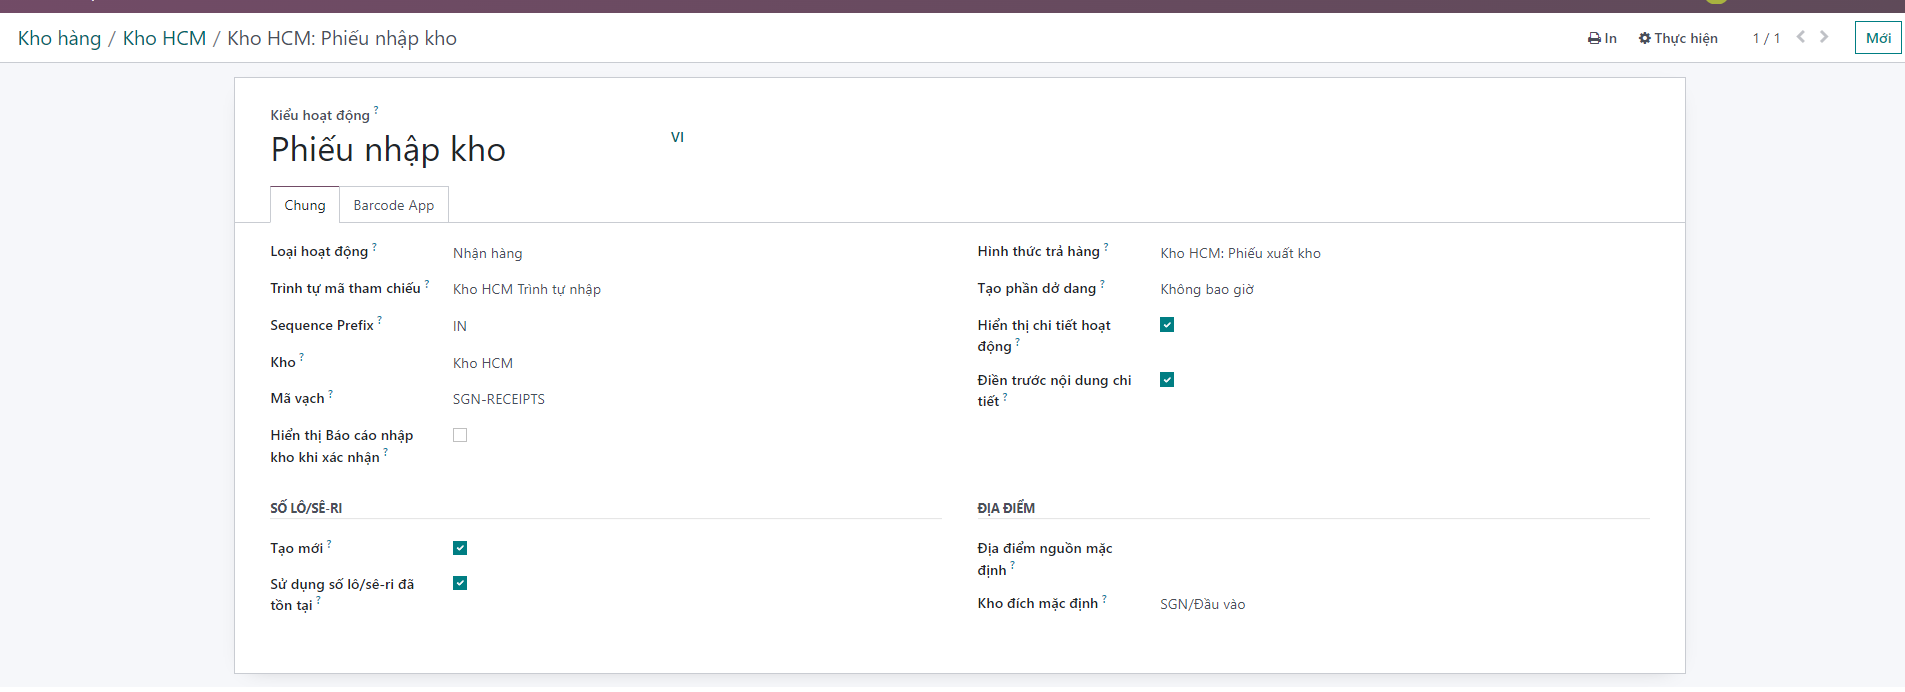 Kho hàng / Kho HCM / Kho HCM: Phiếu nhập kho
In Thực hiện 1 / 1 Mới
Kiểu hoạt động ?
Phiếu nhập kho VI
Chung Barcode App
Loại hoạt động ? Nhận hàng
Trình tự mã tham chiếu ? Kho HCM Trình tự nhập
Sequence Prefix ? IN
Kho ? Kho HCM
Mã vạch ? SGN-RECEIPTS
Hiển thị Báo cáo nhập
kho khi xác nhận ?
Hình thức trả hàng ? Kho HCM: Phiếu xuất kho
Tạo phần dở dang ? Không bao giờ
Hiển thị chi tiết hoạt
động ?
Điền trước nội dung chi
tiết ?
SỐ LÔ/SÊ-RI
Tạo mới ?
Sử dụng số lô/sê-ri đã
tồn tại ?
ĐỊA ĐIỂM
Địa điểm nguồn mặc
định ?
Kho đích mặc định ? SGN/Đầu vào